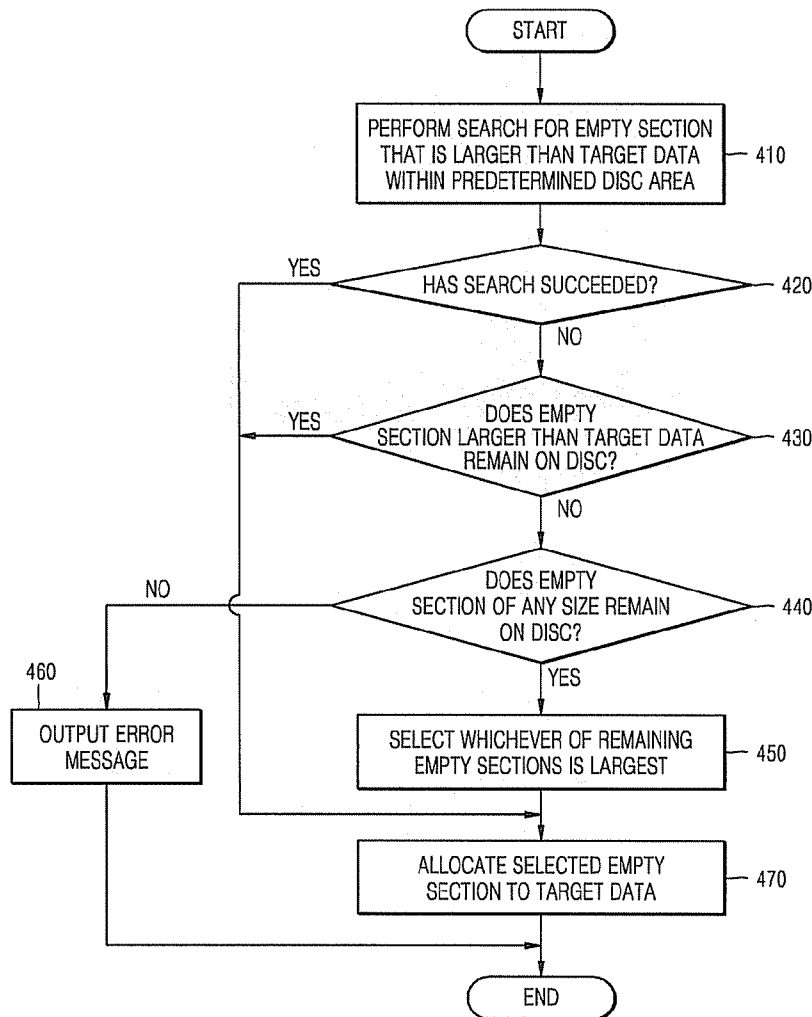 START
PERFORM SEARCH FOR EMPTY SECTION
THAT IS LARGER THAN TARGET DATA
WITHIN PREDETERMINED DISC AREA
410
YES
HAS SEARCH SUCCEEDED?
420
NO
YES
DOES EMPTY
SECTION LARGER THAN TARGET DATA
REMAIN ON DISC?
430
NO
NO
DOES EMPTY
SECTION OF ANY SIZE REMAIN
ON DISC?
440
YES
460
OUTPUT ERROR
MESSAGE
SELECT WHICHEVER OF REMAINING
EMPTY SECTIONS IS LARGEST
450
ALLOCATE SELECTED EMPTY
SECTION TO TARGET DATA
470
END